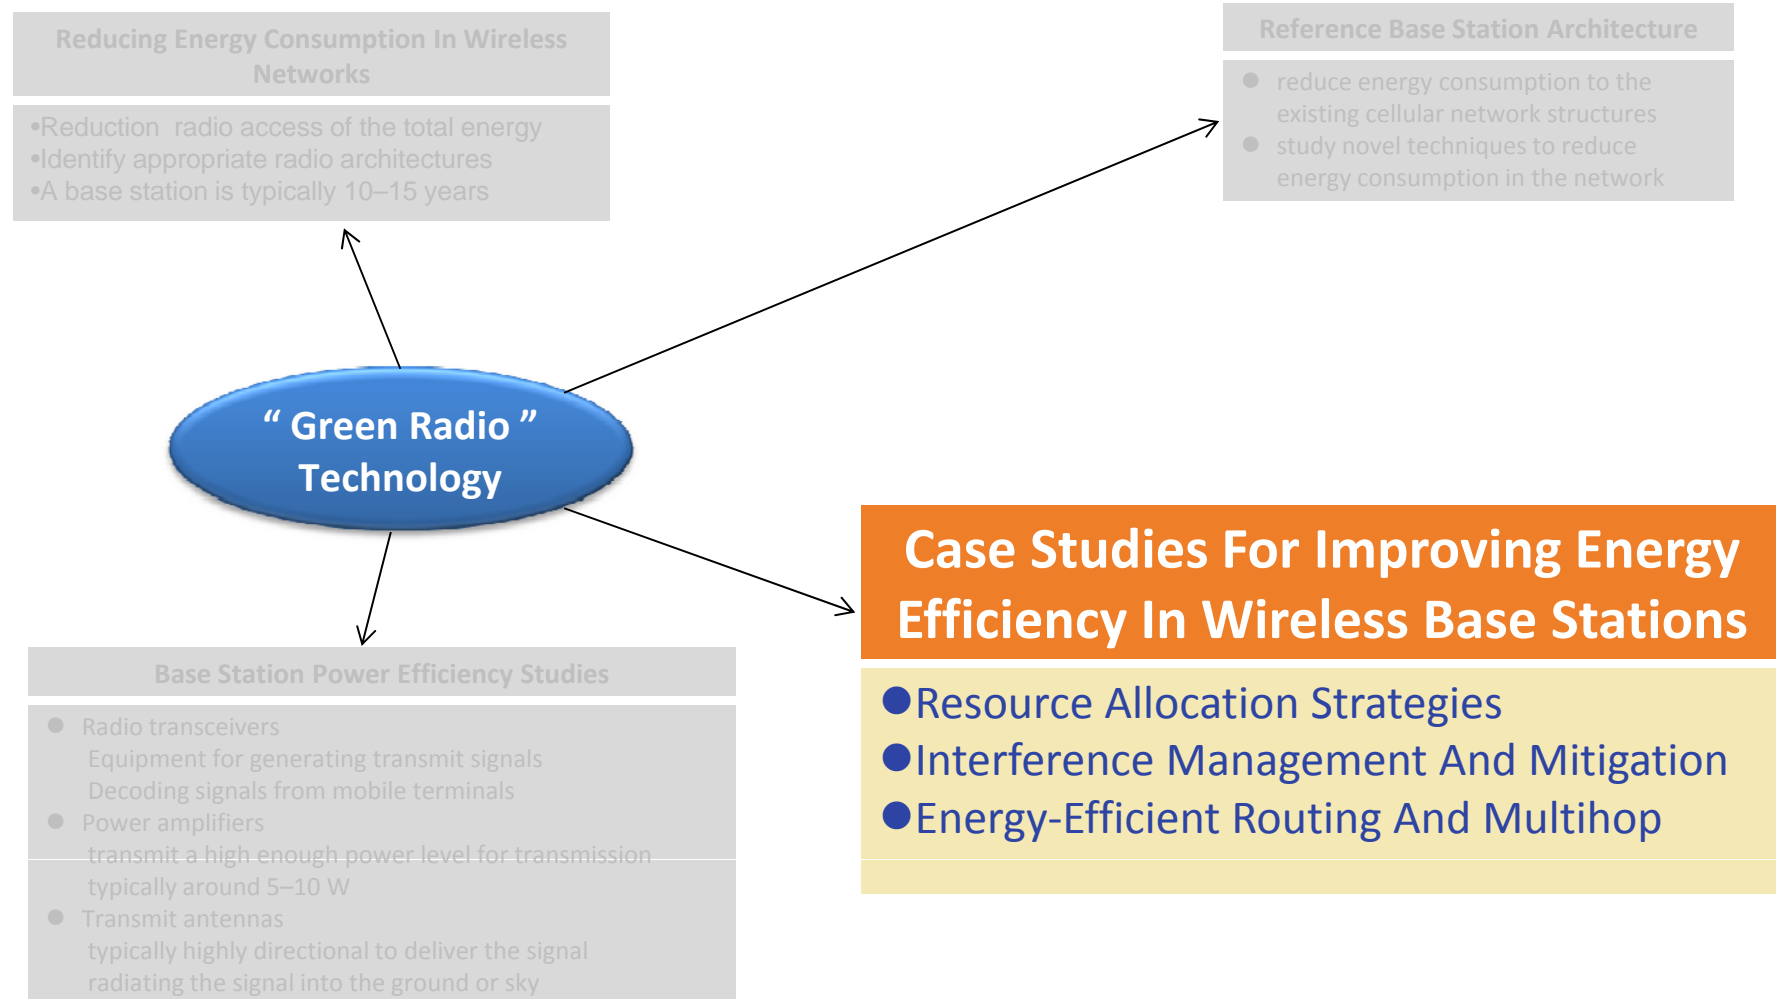 Reducing Energy Consumption In Wireless
Networks
•Reduction  radio access of the total energy
•Identify appropriate radio architectures
•A base station is typically 10–15 years
Reference Base Station Architecture
● reduce energy consumption to the
existing cellular network structures
● study novel techniques to reduce
energy consumption in the network
“ Green Radio ”
Technology
Case Studies For Improving Energy
Efficiency In Wireless Base Stations
●Resource Allocation Strategies
●Interference Management And Mitigation
●Energy-Efficient Routing And Multihop
Base Station Power Efficiency Studies
● Radio transceivers
Equipment for generating transmit signals
Decoding signals from mobile terminals
● Power amplifiers
transmit a high enough power level for transmission
typically around 5–10 W
● Transmit antennas
typically highly directional to deliver the signal
radiating the signal into the ground or sky